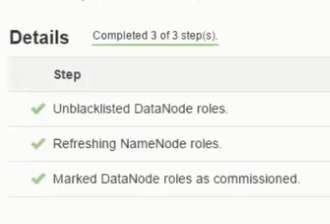 Details Completed 3 of 3 step(s).
Step
Unblacklisted DataNode roles.
Refreshing NameNode roles.
Marked DataNode roles as commissioned.